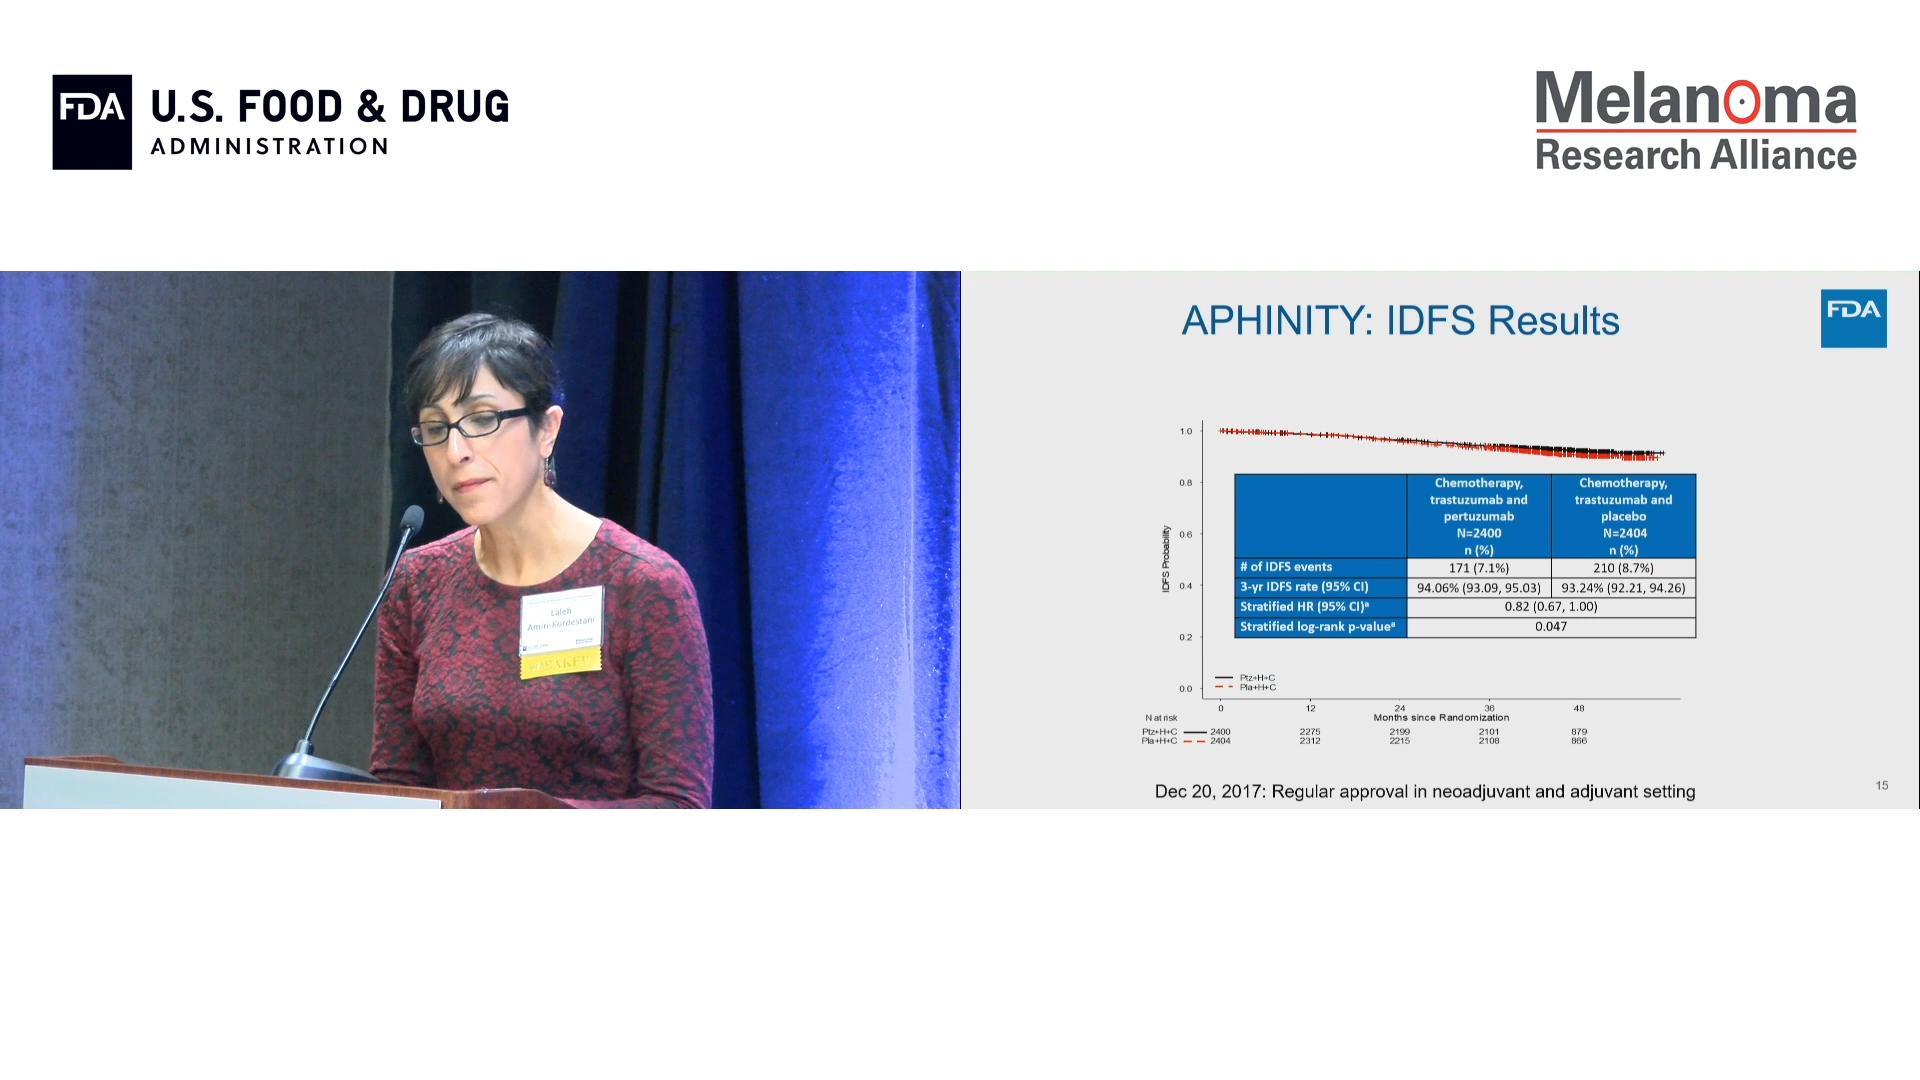 FDA U.S. FOOD & DRUG
ADMINISTRATION
Melanoma
Research Alliance
Laleh
Amiri-Kordestani
SPEAKER
APHINITY: IDFS Results
FDA
IDFS Probability
1.0
0.8
0.6
0.4
0.2
0.0
Chemotherapy,
trastuzumab and
pertuzumab
N=2400
n (%)
Chemotherapy,
trastuzumab and
placebo
N=2404
n (%)
# of IDFS events 171 (7.1%) 210 (8.7%)
3-yr IDFS rate (95% CI) 94.06% (93.09, 95.03) 93.24% (92.21, 94.26)
Stratified HR (95% CI)ᵃ 0.82 (0.67, 1.00)
Stratified log-rank p-valueᵃ 0.047
Ptz+H+C
Pla+H+C
0 12 24 36 48
N at risk
Months since Randomization
Ptz+H+C 2400 2275 2199 2101 879
Pla+H+C 2404 2312 2215 2108 866
Dec 20, 2017: Regular approval in neoadjuvant and adjuvant setting
15